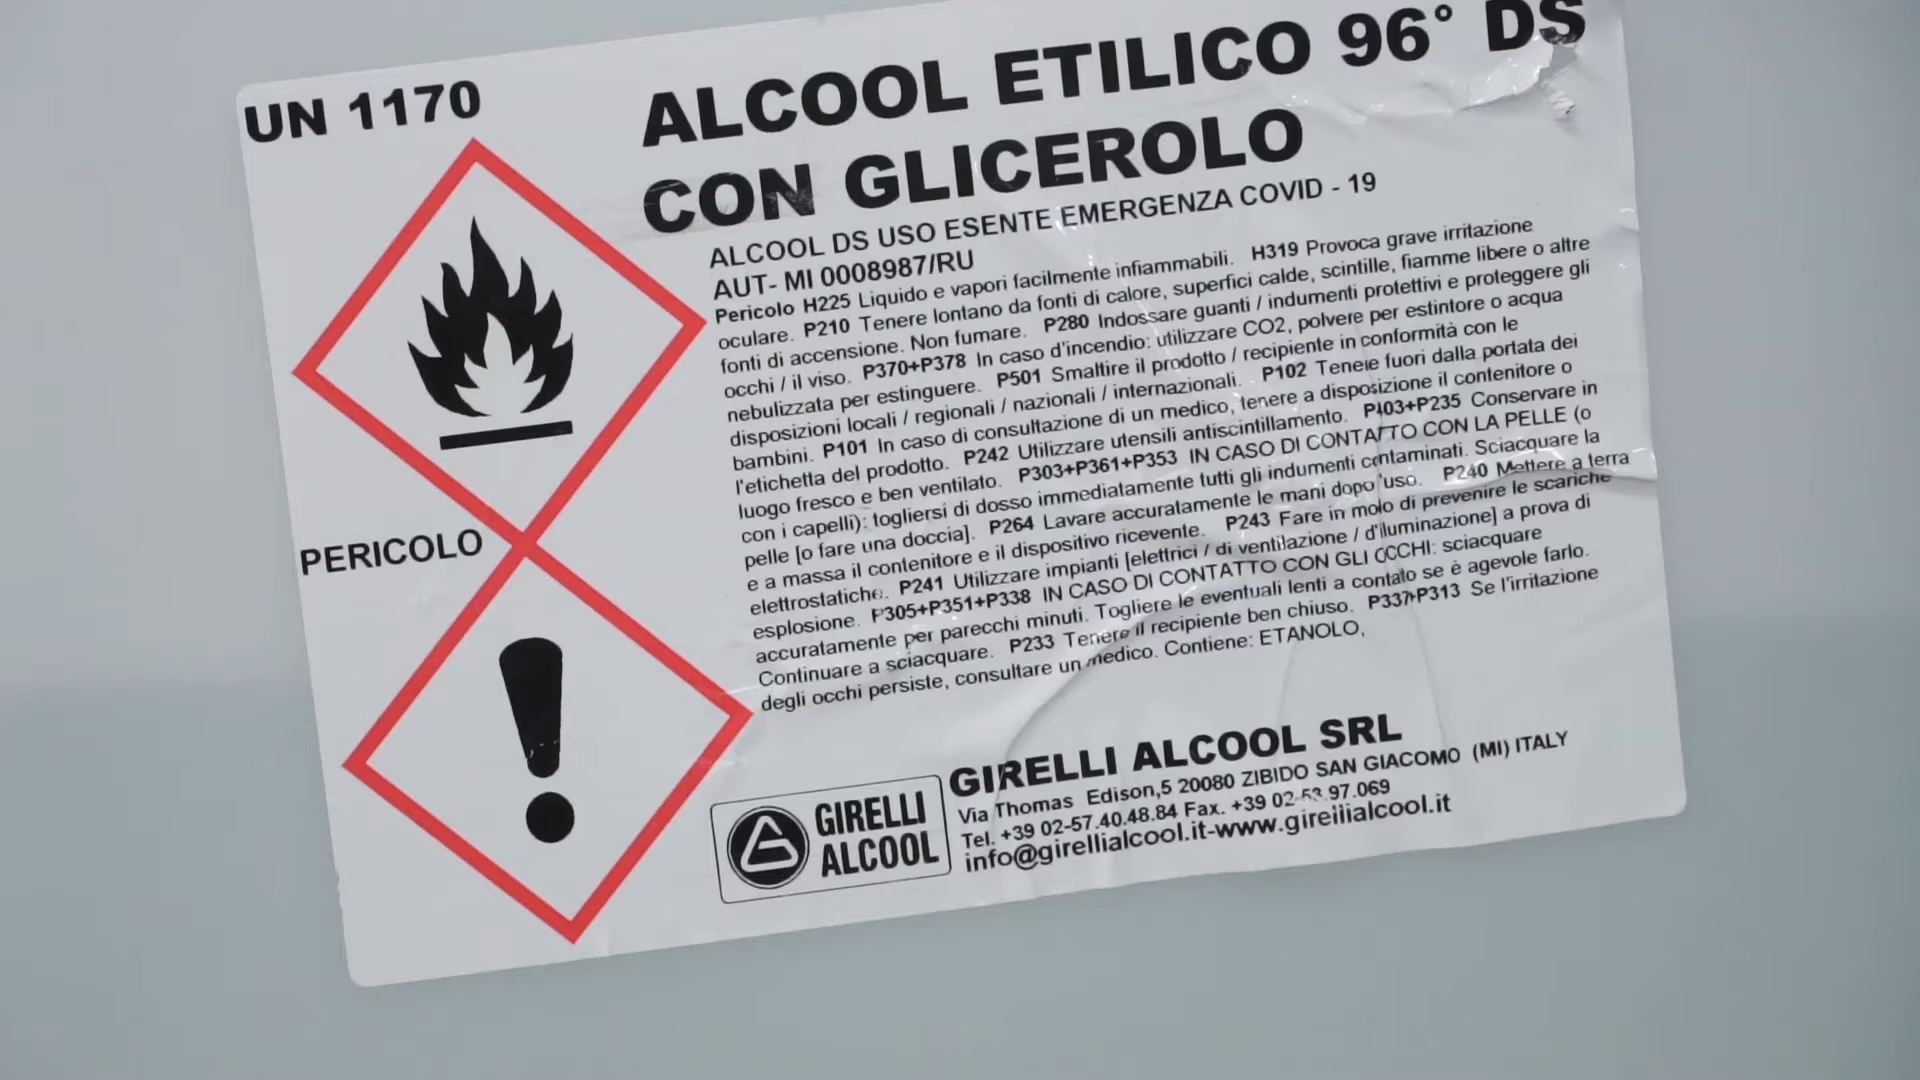 UN 1170
ALCOOL ETILICO 96° DS
CON GLICEROLO
ALCOOL DS USO ESENTE EMERGENZA COVID - 19
AUT- MI 0008987/RU
Pericolo H225 Liquido e vapori facilmente infiammabili. H319 Provoca grave irritazione
oculare. P210 Tenere lontano da fonti di calore, superfici calde, scintille, fiamme libere o altre
fonti di accensione. Non fumare. P280 Indossare guanti / indumenti protettivi e proteggere gli
occhi / il viso. P370+P378 In caso d'incendio: utilizzare CO2, polvere per estintore o acqua
nebulizzata per estinguere. P501 Smaltire il prodotto / recipiente in conformità con le
disposizioni locali / regionali / nazionali / internazionali. P102 Tenere fuori dalla portata dei
bambini. P101 In caso di consultazione di un medico, tenere a disposizione il contenitore o
l'etichetta del prodotto. P242 Utilizzare utensili antiscintillamento. P403+P235 Conservare in
luogo fresco e ben ventilato. P303+P361+P353 IN CASO DI CONTATTO CON LA PELLE (o
con i capelli): togliersi di dosso immediatamente tutti gli indumenti contaminati. Sciacquare la
pelle [o fare una doccia]. P264 Lavare accuratamente le mani dopo l'uso. P240 Mettere a terra
e a massa il contenitore e il dispositivo ricevente. P243 Fare in modo di prevenire le scariche
elettrostatiche. P241 Utilizzare impianti [elettrici / di ventilazione / d'iluminazione] a prova di
esplosione. P305+P351+P338 IN CASO DI CONTATTO CON GLI OCCHI: sciacquare
accuratamente per parecchi minuti. Togliere le eventuali lenti a contatto se è agevole farlo.
Continuare a sciacquare. P233 Tenere il recipiente ben chiuso. P337+P313 Se l'irritazione
degli occhi persiste, consultare un medico. Contiene: ETANOLO,
PERICOLO
GIRELLI
ALCOOL
GIRELLI ALCOOL SRL
Via Thomas Edison,5 20080 ZIBIDO SAN GIACOMO (MI) ITALY
Tel. +39 02-57.40.48.84 Fax. +39 02-53.97.069
info@girellialcool.it-www.girellialcool.it